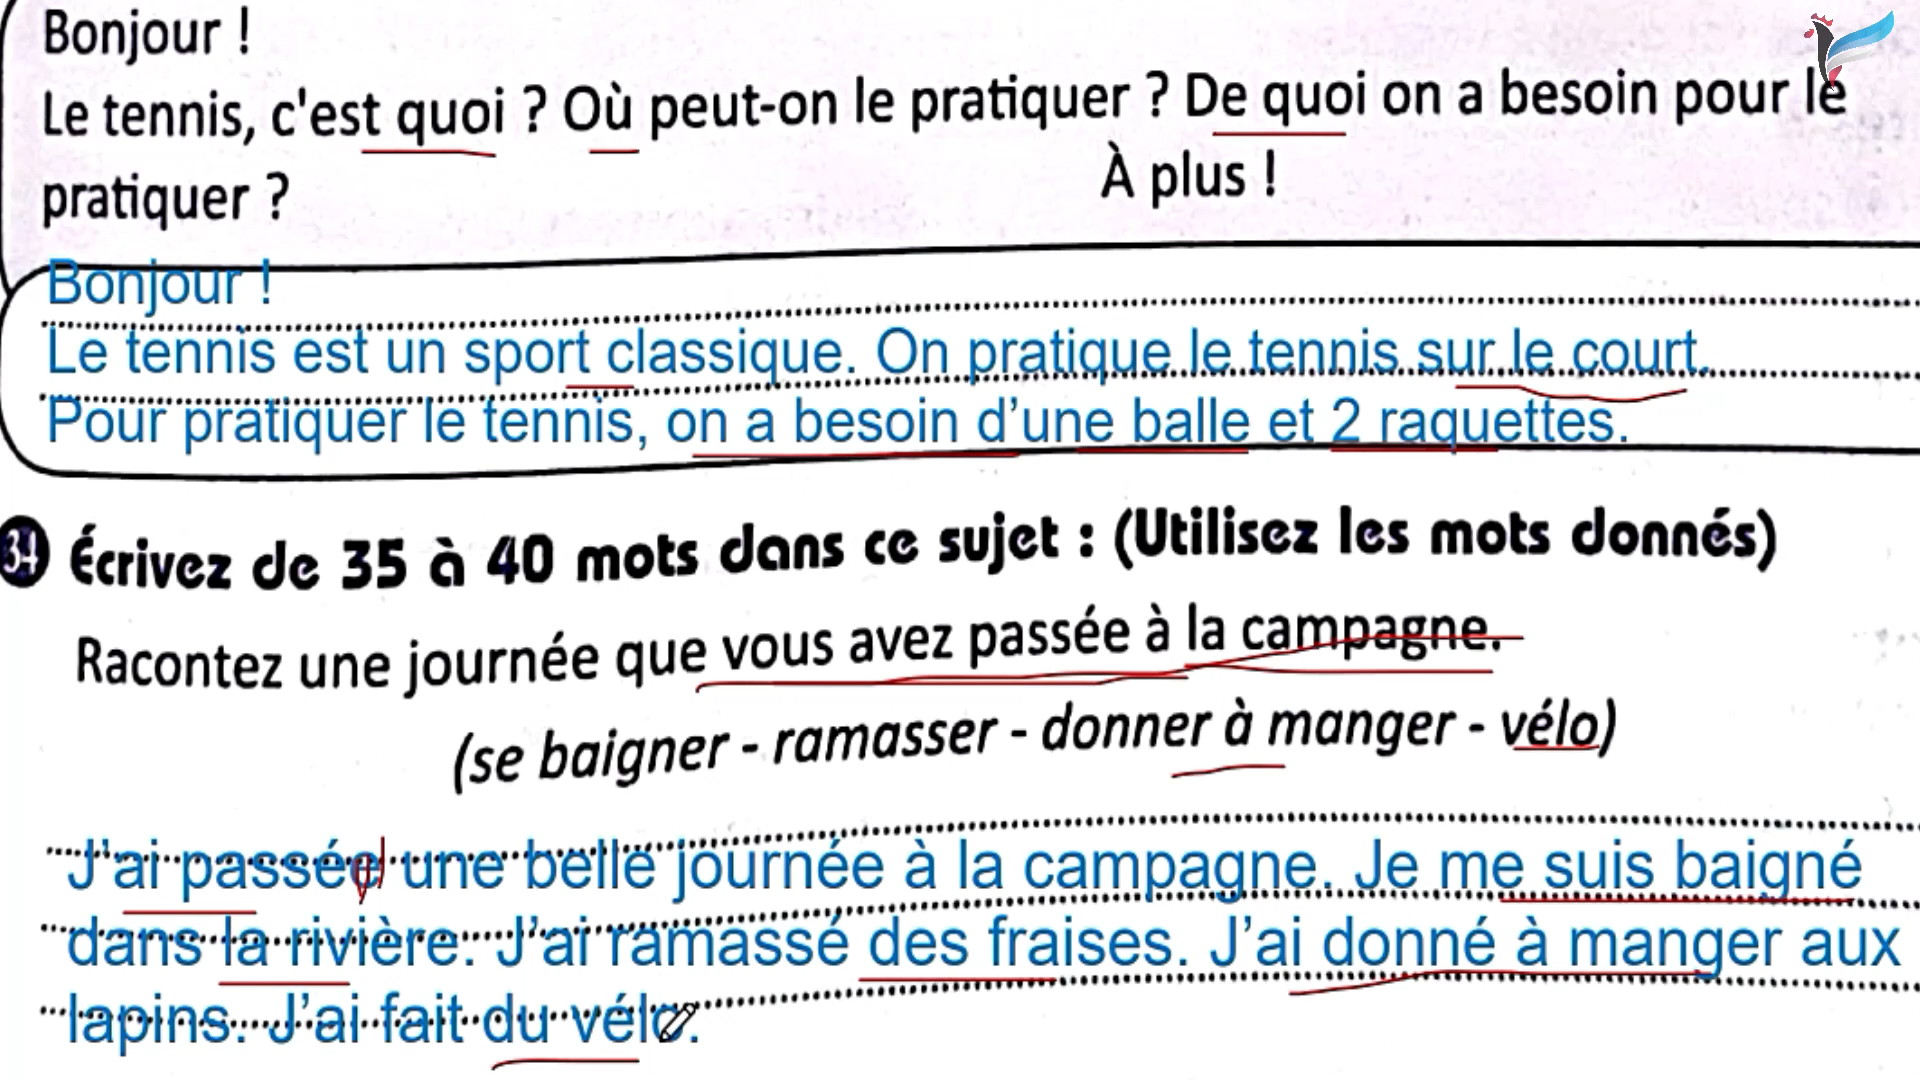 Bonjour !
Le tennis, c'est quoi ? Où peut-on le pratiquer ? De quoi on a besoin pour le
pratiquer ?
À plus !
Bonjour !
Le tennis est un sport classique. On pratique le tennis sur le court.
Pour pratiquer le tennis, on a besoin d’une balle et 2 raquettes.
34 Écrivez de 35 à 40 mots dans ce sujet : (Utilisez les mots donnés)
Racontez une journée que vous avez passée à la campagne.
(se baigner - ramasser - donner à manger - vélo)
J’ai passée une belle journée à la campagne. Je me suis baigné
dans la rivière. J’ai ramassé des fraises. J’ai donné à manger aux
lapins. J’ai fait du vélo.